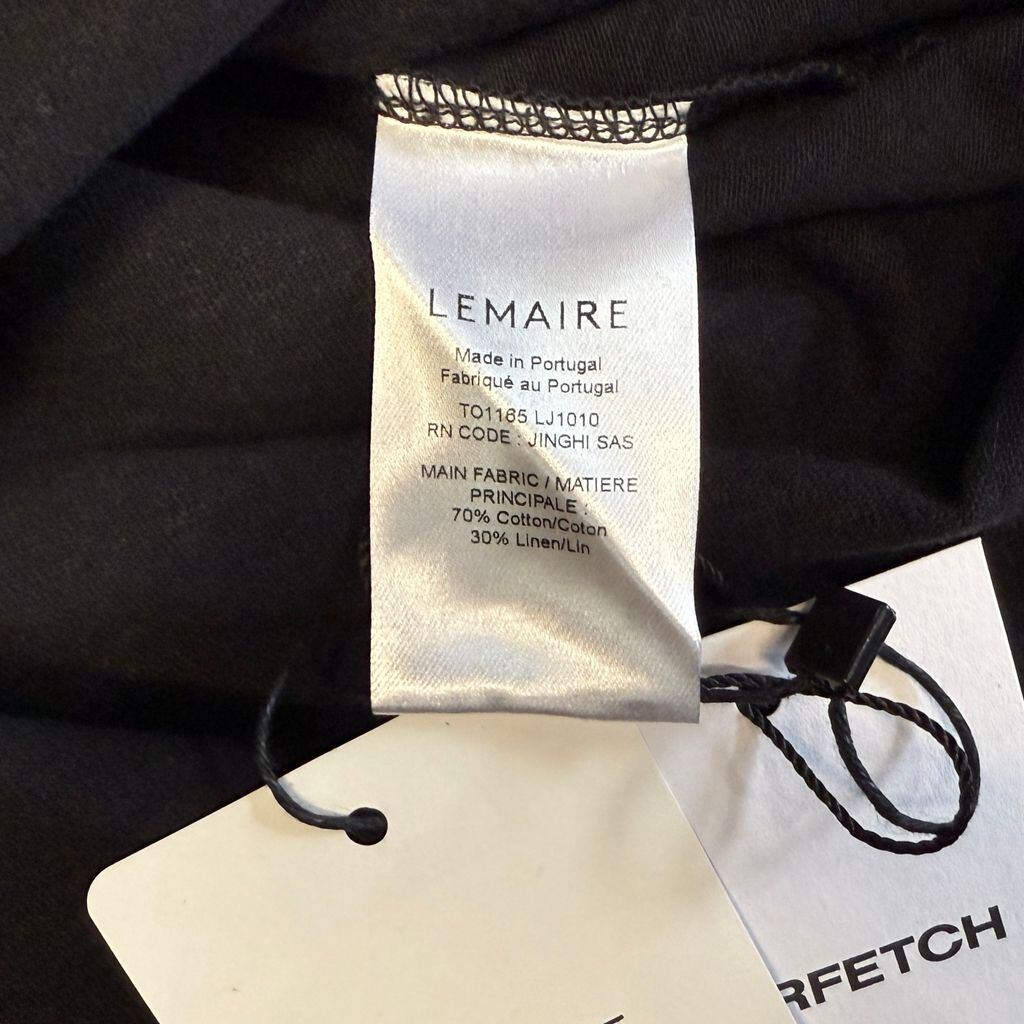 LEMAIRE
Made in Portugal
Fabriqué au Portugal
TO1165 LJ1010
RN CODE : JINGHI SAS
MAIN FABRIC / MATIERE
PRINCIPALE :
70% Cotton/Coton
30% Linen/Lin
RFETCH